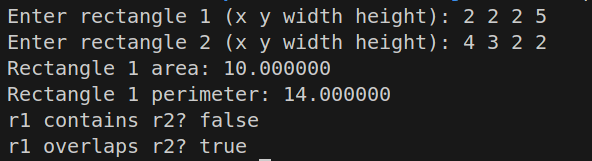 Enter rectangle 1 (x y width height): 2 2 2 5
Enter rectangle 2 (x y width height): 4 3 2 2
Rectangle 1 area: 10.000000
Rectangle 1 perimeter: 14.000000
r1 contains r2? false
r1 overlaps r2? true